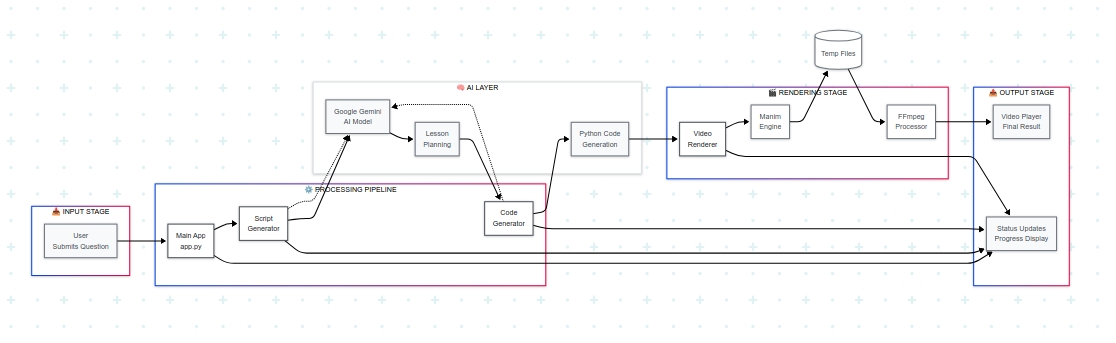 Temp Files
🧠 AI LAYER
Google Gemini
AI Model
Lesson
Planning
Python Code
Generation
🎬 RENDERING STAGE
Video
Renderer
Manim
Engine
FFmpeg
Processor
📤 OUTPUT STAGE
Video Player
Final Result
Status Updates
Progress Display
⚙️ PROCESSING PIPELINE
Main App
app.py
Script
Generator
Code
Generator
📥 INPUT STAGE
User
Submits Question